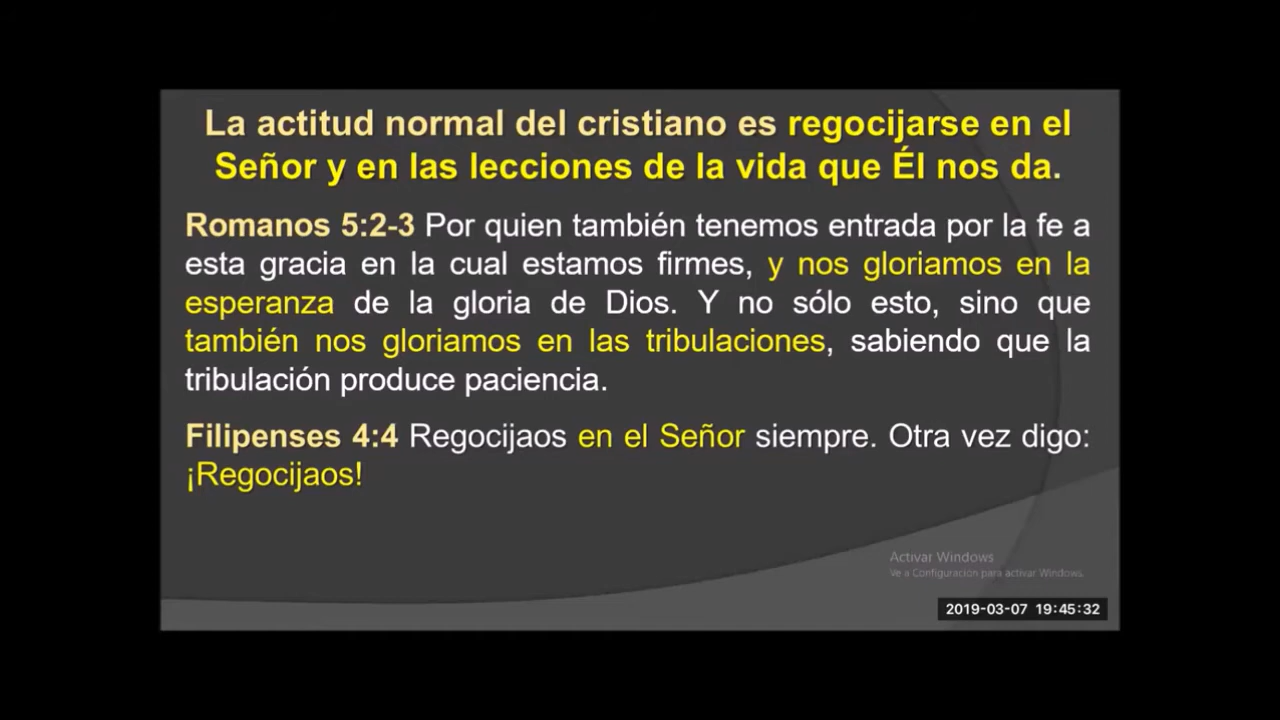 La actitud normal del cristiano es regocijarse en el
Señor y en las lecciones de la vida que Él nos da.
Romanos 5:2-3 Por quien también tenemos entrada por la fe a
esta gracia en la cual estamos firmes, y nos gloriamos en la
esperanza de la gloria de Dios. Y no sólo esto, sino que
también nos gloriamos en las tribulaciones, sabiendo que la
tribulación produce paciencia.
Filipenses 4:4 Regocijaos en el Señor siempre. Otra vez digo:
¡Regocijaos!
Activar Windows
Ve a Configuración para activar Windows.
2019-03-07 19:45:32